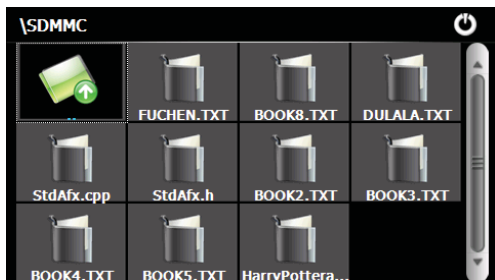 \SDMMC
..
FUCHEN.TXT
BOOK8.TXT
DULALA.TXT
StdAfx.cpp
StdAfx.h
BOOK2.TXT
BOOK3.TXT
BOOK4.TXT
BOOK5.TXT
HarryPottera...